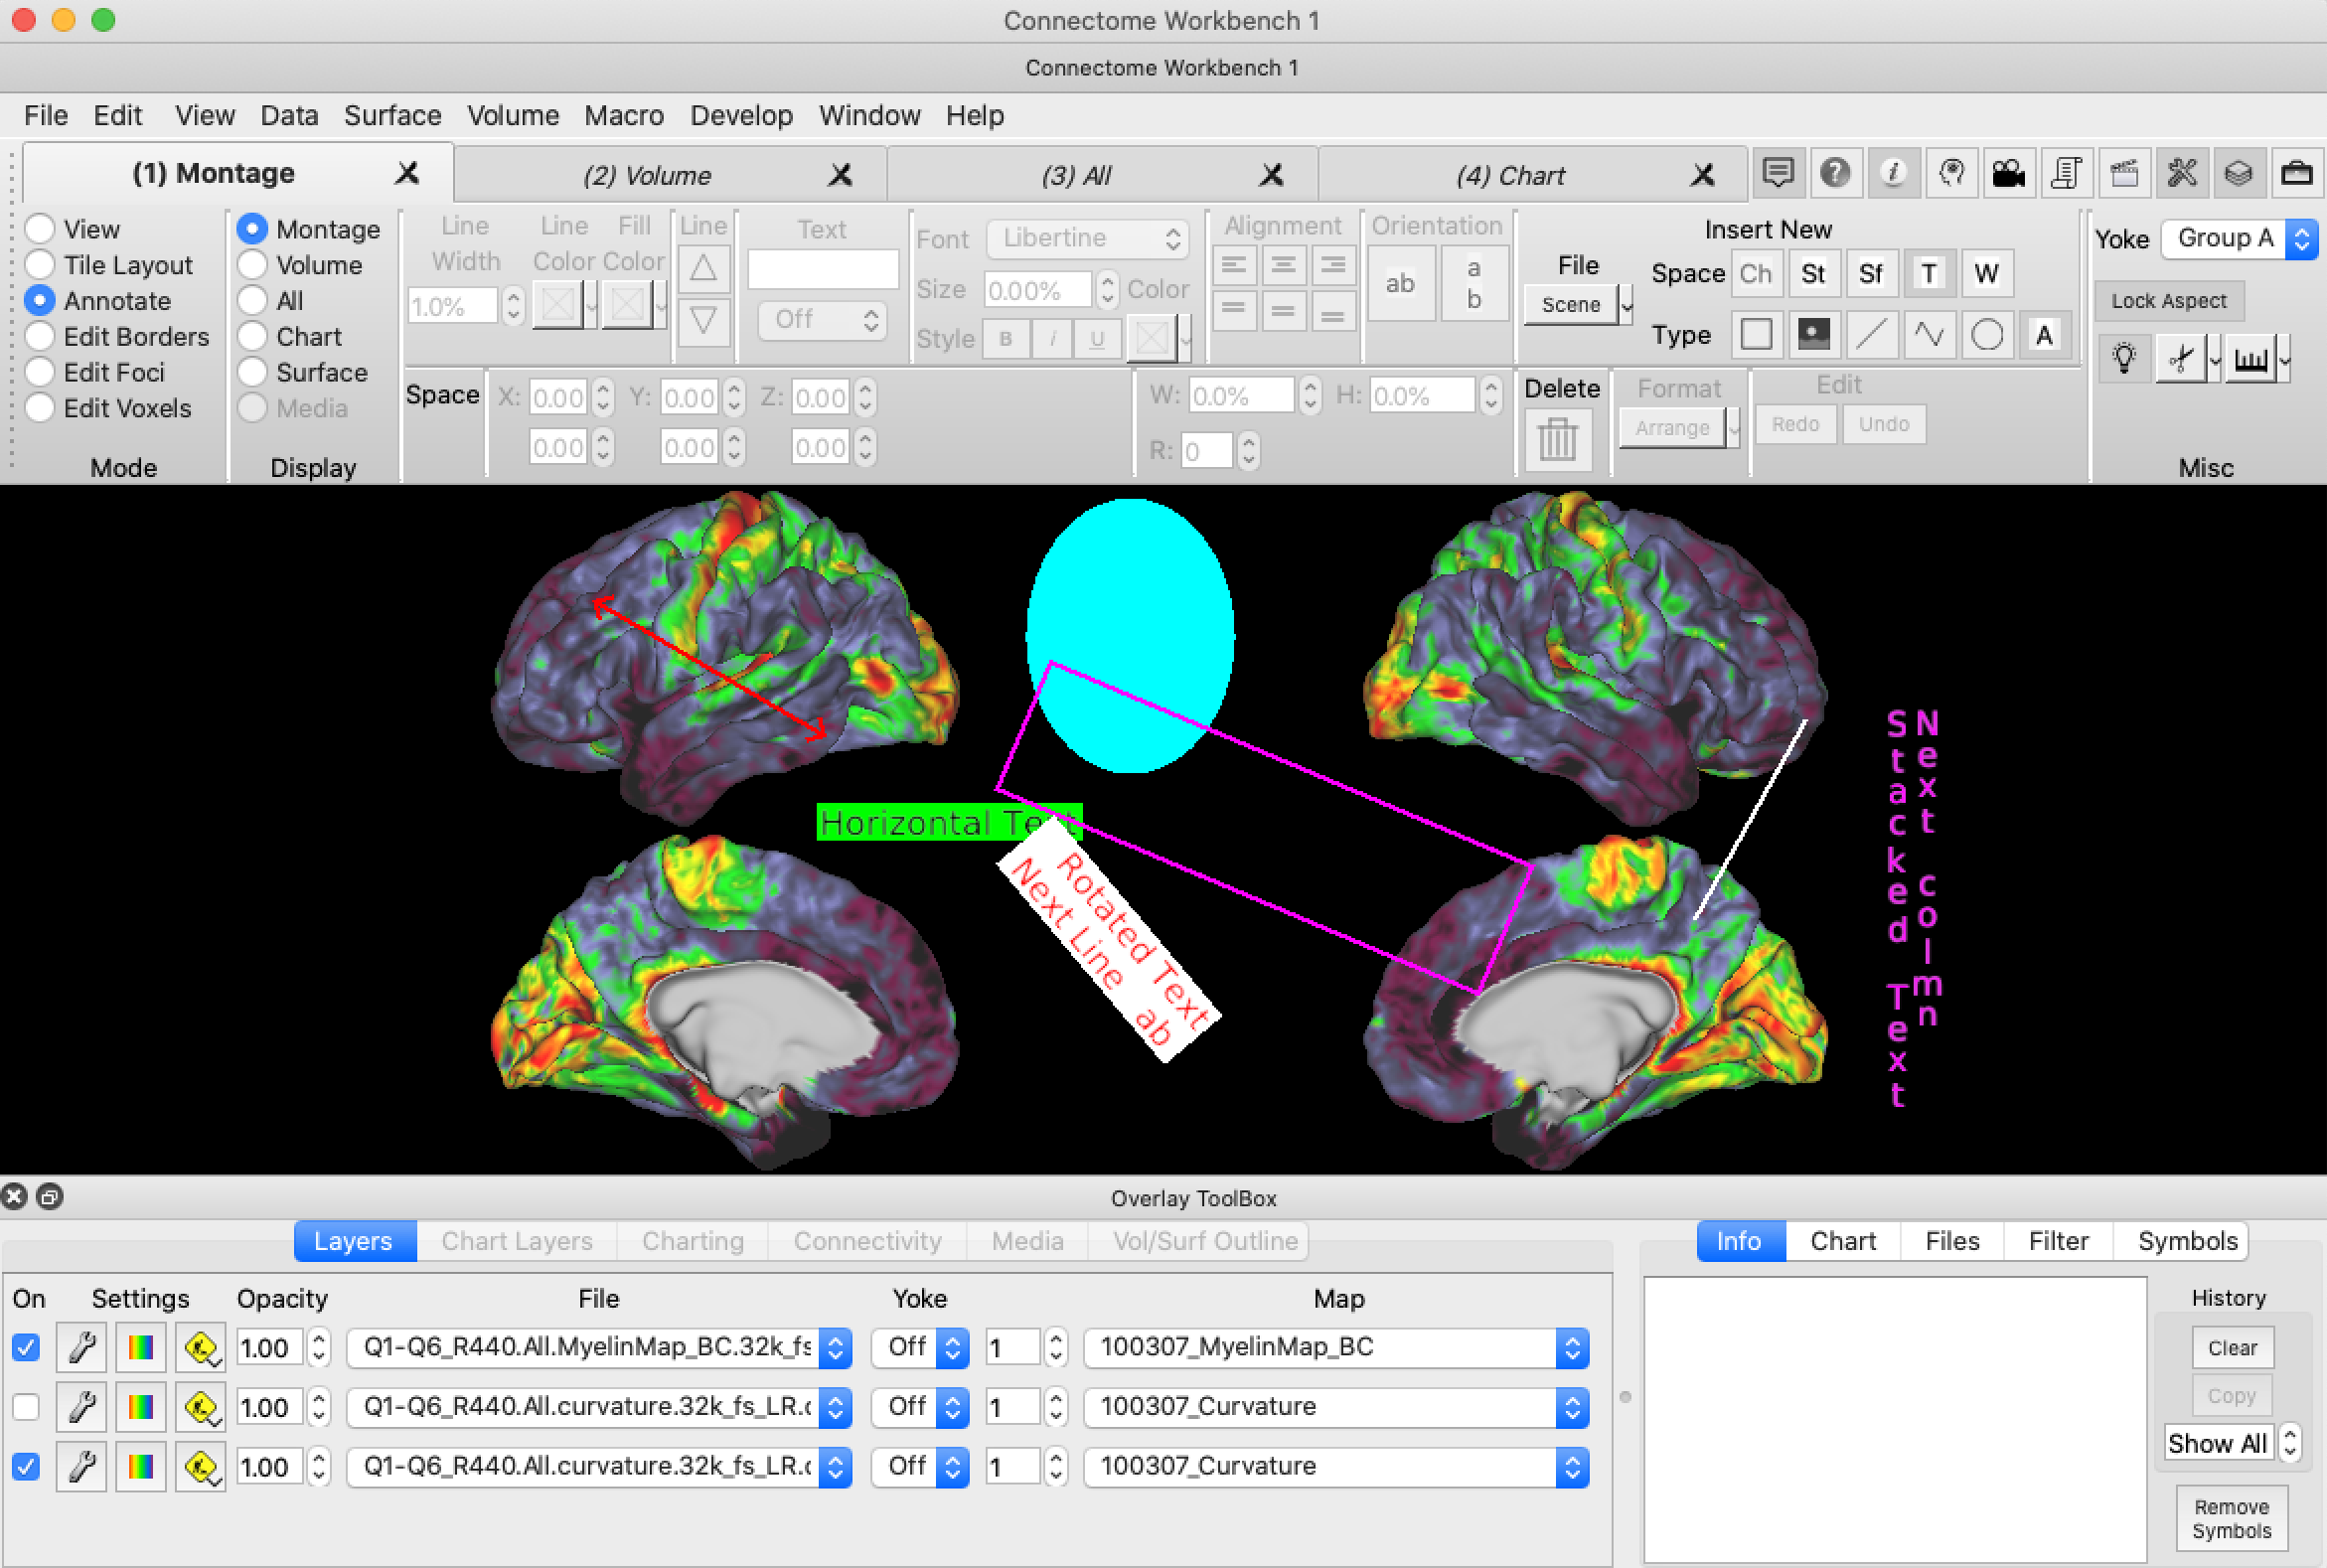 Connectome Workbench 1
Connectome Workbench 1
File Edit View Data Surface Volume Macro Develop Window Help
(1) Montage (2) Volume (3) All (4) Chart
View
Tile Layout
Annotate
Edit Borders
Edit Foci
Edit Voxels
Mode
Montage
Volume
All
Chart
Surface
Media
Display
Line Width
1.0%
Line Color
Fill Color
Line
Text
Off
Font Libertine
Size 0.00% Color
Style B i U
Alignment
Orientation
ab
a
b
Insert New
File
Scene
Space Ch St Sf T W
Type A
Yoke Group A
Lock Aspect
Misc
Space X: 0.00 Y: 0.00 Z: 0.00
0.00 0.00 0.00
W: 0.0% H: 0.0%
R: 0
Delete
Format
Arrange
Edit
Redo Undo
Horizontal Text
Rotated Text
Next Line ab
Stacked Text
Next colmn
Overlay ToolBox
Layers Chart Layers Charting Connectivity Media Vol/Surf Outline
On Settings Opacity File Yoke Map
1.00 Q1-Q6_R440.All.MyelinMap_BC.32k_fs Off 1 100307_MyelinMap_BC
1.00 Q1-Q6_R440.All.curvature.32k_fs_LR.c Off 1 100307_Curvature
1.00 Q1-Q6_R440.All.curvature.32k_fs_LR.c Off 1 100307_Curvature
Info Chart Files Filter Symbols
History
Clear
Copy
Show All
Remove
Symbols